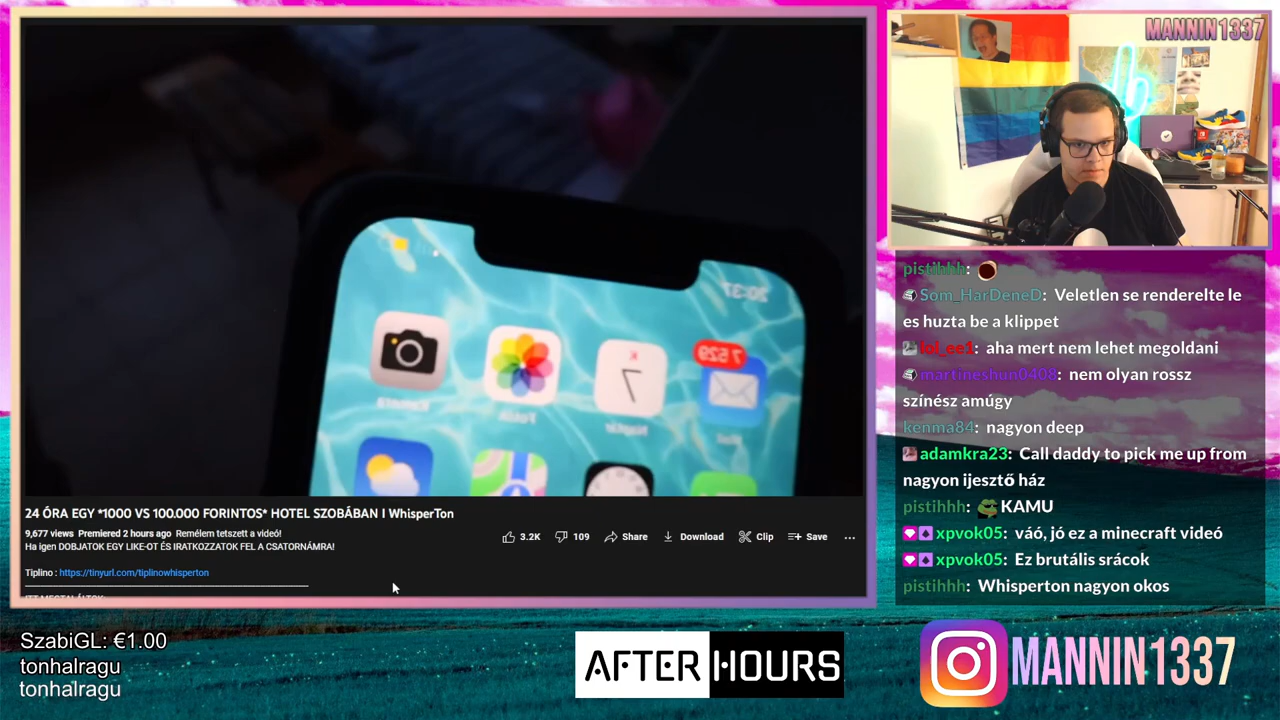 MANNIN1337
7 529
20:37
24 ÓRA EGY *1000 VS 100.000 FORINTOS* HOTEL SZOBÁBAN I WhisperTon
9,677 views Premiered 2 hours ago Remélem tetszett a videó!
Ha igen DOBJATOK EGY LIKE-OT ÉS IRATKOZZATOK FEL A CSATORNÁMRA!
3.2K 109 Share Download Clip Save ...
Tiplino : https://tinyurl.com/tiplinowhisperton
pistihhh:
Som_HarDeneD: Veletlen se renderelte le
es huzta be a klippet
lol_ee1: aha mert nem lehet megoldani
martineshun0408: nem olyan rossz
színész amúgy
kenma84: nagyon deep
adamkra23: Call daddy to pick me up from
nagyon ijesztő ház
pistihhh: KAMU
xpvok05: váó, jó ez a minecraft videó
xpvok05: Ez brutális srácok
pistihhh: Whisperton nagyon okos
SzabiGL: €1.00
tonhalragu
tonhalragu
AFTER HOURS
MANNIN1337